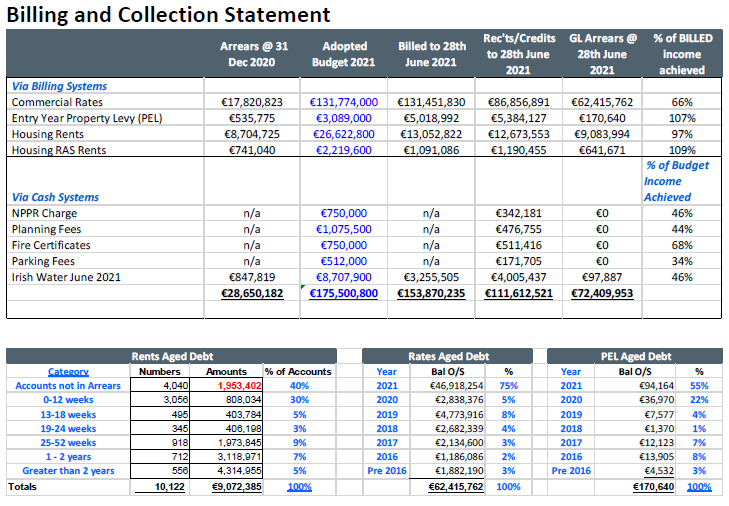 Billing and Collection Statement
Arrears @ 31 Dec 2020 Adopted Budget 2021 Billed to 28th June 2021 Rec'ts/Credits to 28th June 2021 GL Arrears @ 28th June 2021 % of BILLED income achieved
Via Billing Systems
Commercial Rates €17,820,823 €131,774,000 €131,451,830 €86,856,891 €62,415,762 66%
Entry Year Property Levy (PEL) €535,775 €3,089,000 €5,018,992 €5,384,127 €170,640 107%
Housing Rents €8,704,725 €26,622,800 €13,052,822 €12,673,553 €9,083,994 97%
Housing RAS Rents €741,040 €2,219,600 €1,091,086 €1,190,455 €641,671 109%
Via Cash Systems % of Budget Income Achieved
NPPR Charge n/a €750,000 n/a €342,181 €0 46%
Planning Fees n/a €1,075,500 n/a €476,755 €0 44%
Fire Certificates n/a €750,000 n/a €511,416 €0 68%
Parking Fees n/a €512,000 n/a €171,705 €0 34%
Irish Water June 2021 €847,819 €8,707,900 €3,255,505 €4,005,437 €97,887 46%
€28,650,182 €175,500,800 €153,870,235 €111,612,521 €72,409,953
Rents Aged Debt Rates Aged Debt PEL Aged Debt
Category Numbers Amounts % of Accounts Year Bal O/S % Year Bal O/S %
Accounts not in Arrears 4,040 1,953,402 40% 2021 €46,918,254 75% 2021 €94,164 55%
0-12 weeks 3,056 808,034 30% 2020 €2,838,376 5% 2020 €36,970 22%
13-18 weeks 495 403,784 5% 2019 €4,773,916 8% 2019 €7,577 4%
19-24 weeks 345 406,198 3% 2018 €2,682,339 4% 2018 €1,370 1%
25-52 weeks 918 1,973,845 9% 2017 €2,134,600 3% 2017 €12,123 7%
1 - 2 years 712 3,118,971 7% 2016 €1,186,086 2% 2016 €13,905 8%
Greater than 2 years 556 4,314,955 5% Pre 2016 €1,882,190 3% Pre 2016 €4,532 3%
Totals 10,122 €9,072,385 100% €62,415,762 100% €170,640 100%